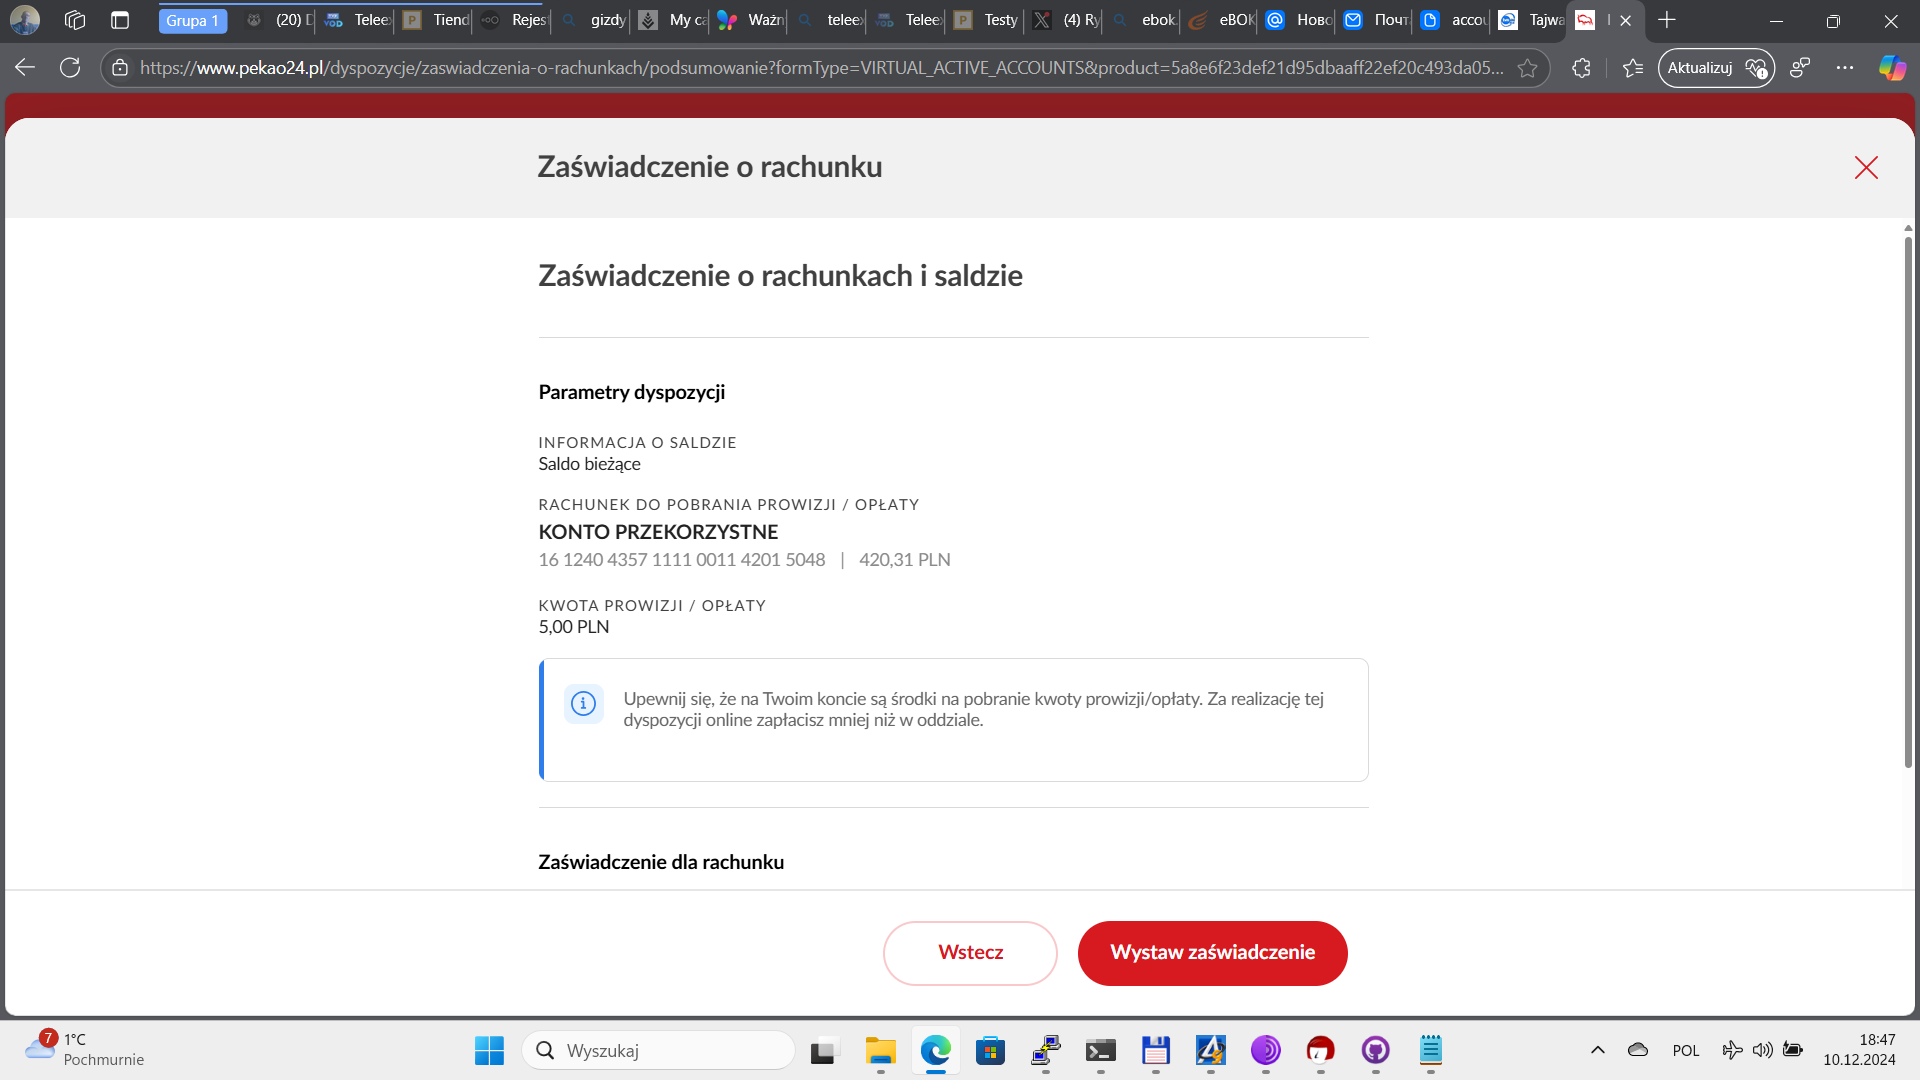 Grupa 1
(20) D
Teleex
Tiend
Rejest
gizdy
My ca
Ważn
teleex
Teleex
Testy
(4) Ry
ebok.
eBOK
Ново
Почт
accou
Tajwa
https://www.pekao24.pl/dyspozycje/zaswiadczenia-o-rachunkach/podsumowanie?formType=VIRTUAL_ACTIVE_ACCOUNTS&product=5a8e6f23def21d95dbaaff22ef20c493da05...
Aktualizuj
Zaświadczenie o rachunku
Zaświadczenie o rachunkach i saldzie
Parametry dyspozycji
INFORMACJA O SALDZIE
Saldo bieżące
RACHUNEK DO POBRANIA PROWIZJI / OPŁATY
KONTO PRZEKORZYSTNE
16 1240 4357 1111 0011 4201 5048 | 420,31 PLN
KWOTA PROWIZJI / OPŁATY
5,00 PLN
Upewnij się, że na Twoim koncie są środki na pobranie kwoty prowizji/opłaty. Za realizację tej
dyspozycji online zapłacisz mniej niż w oddziale.
Zaświadczenie dla rachunku
Wstecz
Wystaw zaświadczenie
7
1°C
Pochmurnie
Wyszukaj
POL
18:47
10.12.2024